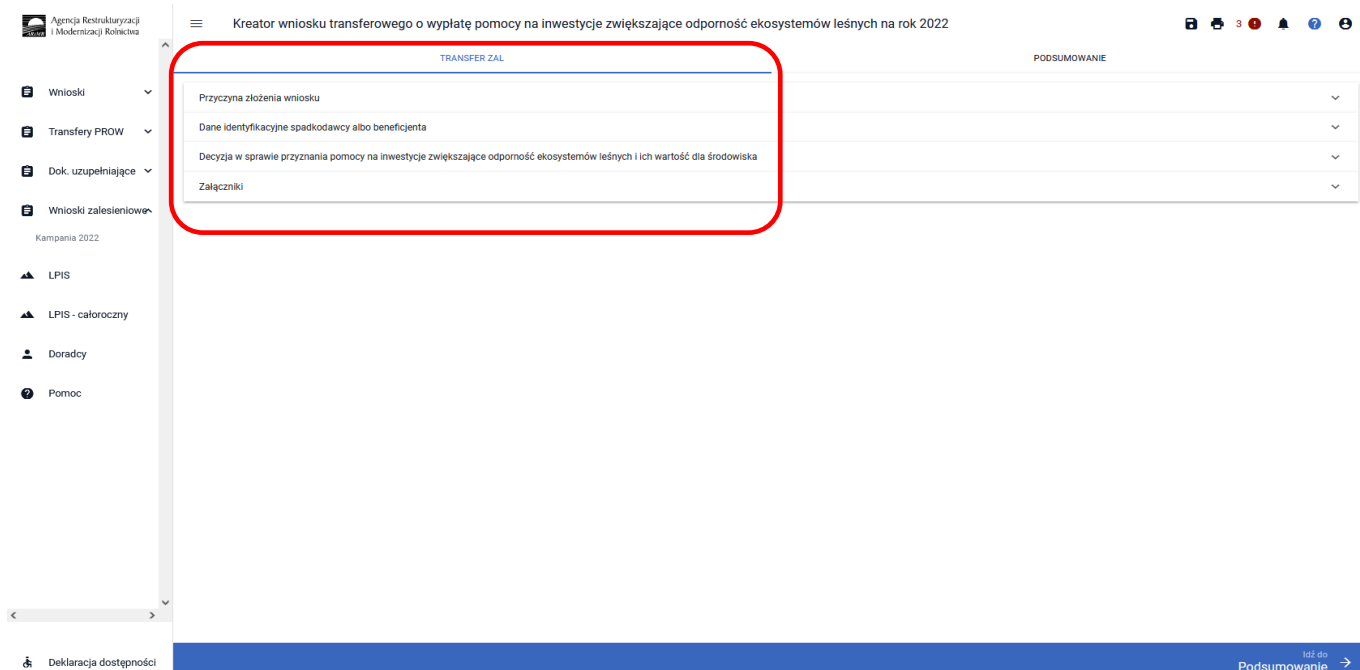 Agencja Restrukturyzacji
i Modernizacji Rolnictwa
Kreator wniosku transferowego o wypłatę pomocy na inwestycje zwiększające odporność ekosystemów leśnych na rok 2022
3
TRANSFER ZAL
PODSUMOWANIE
Przyczyna złożenia wniosku
Dane identyfikacyjne spadkodawcy albo beneficjenta
Decyzja w sprawie przyznania pomocy na inwestycje zwiększające odporność ekosystemów leśnych i ich wartość dla środowiska
Załączniki
Wnioski
Transfery PROW
Dok. uzupełniające
Wnioski zalesieniowe
Kampania 2022
LPIS
LPIS - całoroczny
Doradcy
Pomoc
Deklaracja dostępności
Idź do
Podsumowanie